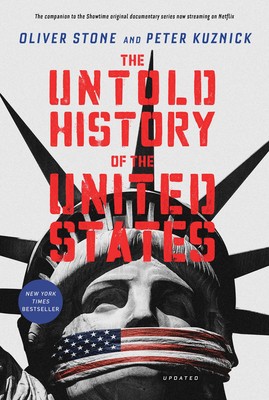 The companion to the Showtime original documentary series now streaming on Netflix
OLIVER STONE AND PETER KUZNICK
THE
UNTOLD
HISTORY
OF THE
UNITED
STATES
NEW YORK
TIMES
BESTSELLER
UPDATED